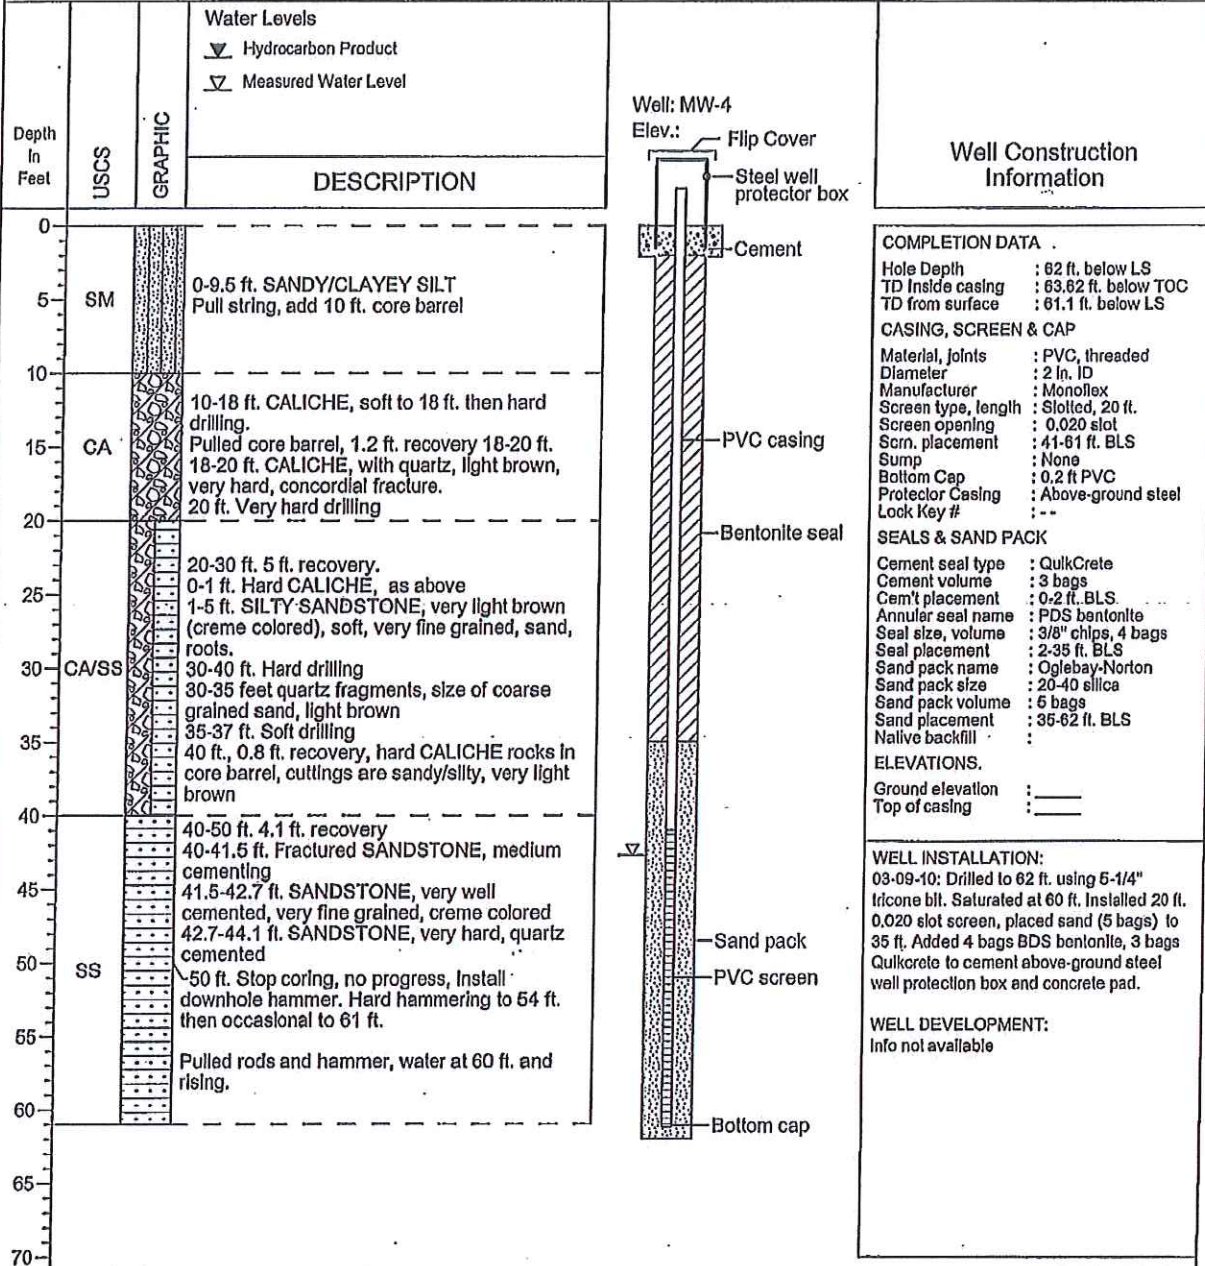 Water Levels
Hydrocarbon Product
Measured Water Level
Depth
In
Feet
USCS
GRAPHIC
DESCRIPTION
Well: MW-4
Elev.:
Flip Cover
Steel well
protector box
Well Construction
Information
0
5
10
15
20
25
30
35
40
45
50
55
60
65
70
SM
CA
CA/SS
SS
0-9.5 ft. SANDY/CLAYEY SILT
Pull string, add 10 ft. core barrel
10-18 ft. CALICHE, soft to 18 ft. then hard
drilling.
Pulled core barrel, 1.2 ft. recovery 18-20 ft.
18-20 ft. CALICHE, with quartz, light brown,
very hard, concordial fracture.
20 ft. Very hard drilling
20-30 ft. 5 ft. recovery.
0-1 ft. Hard CALICHE, as above
1-5 ft. SILTY SANDSTONE, very light brown
(creme colored), soft, very fine grained, sand,
roots.
30-40 ft. Hard drilling
30-35 feet quartz fragments, size of coarse
grained sand, light brown
35-37 ft. Soft drilling
40 ft., 0.8 ft. recovery, hard CALICHE rocks in
core barrel, cuttings are sandy/silty, very light
brown
40-50 ft. 4.1 ft. recovery
40-41.5 ft. Fractured SANDSTONE, medium
cementing
41.5-42.7 ft. SANDSTONE, very well
cemented, very fine grained, creme colored
42.7-44.1 ft. SANDSTONE, very hard, quartz
cemented
50 ft. Stop coring, no progress, install
downhole hammer. Hard hammering to 54 ft.
then occasional to 61 ft.
Pulled rods and hammer, water at 60 ft. and
rising.
Cement
PVC casing
Bentonite seal
Sand pack
PVC screen
Bottom cap
COMPLETION DATA .
Hole Depth : 62 ft. below LS
TD Inside casing : 63.62 ft. below TOC
TD from surface : 61.1 ft. below LS
CASING, SCREEN & CAP
Material, joints : PVC, threaded
Diameter : 2 in. ID
Manufacturer : Monoflex
Screen type, length : Slotted, 20 ft.
Screen opening : 0.020 slot
Scrn. placement : 41-61 ft. BLS
Sump : None
Bottom Cap : 0.2 ft PVC
Protector Casing : Above-ground steel
Lock Key # : --
SEALS & SAND PACK
Cement seal type : QuikCrete
Cement volume : 3 bags
Cem't placement : 0-2 ft. BLS
Annular seal name : PDS bentonite
Seal size, volume : 3/8" chips, 4 bags
Seal placement : 2-35 ft. BLS
Sand pack name : Oglebay-Norton
Sand pack size : 20-40 silica
Sand pack volume : 5 bags
Sand placement : 35-62 ft. BLS
Native backfill :
ELEVATIONS.
Ground elevation : ____
Top of casing : ____
WELL INSTALLATION:
03-09-10: Drilled to 62 ft. using 5-1/4"
tricone bit. Saturated at 60 ft. Installed 20 ft.
0.020 slot screen, placed sand (5 bags) to
35 ft. Added 4 bags BDS bentonite, 3 bags
Quikcrete to cement above-ground steel
well protection box and concrete pad.
WELL DEVELOPMENT:
Info not available